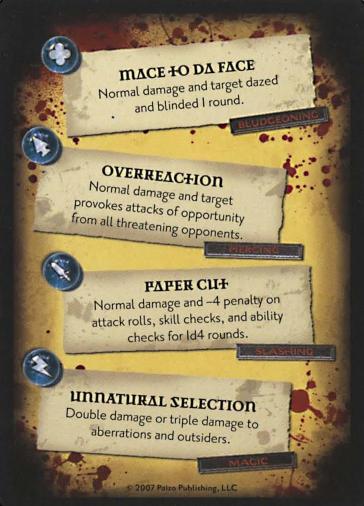 MACE TO DA FACE
Normal damage and target dazed
and blinded 1 round.
BLUDGEONING
OVERREACTION
Normal damage and target
provokes attacks of opportunity
from all threatening opponents.
PIERCING
PAPER CUT
Normal damage and –4 penalty on
attack rolls, skill checks, and ability
checks for 1d4 rounds.
SLASHING
UNNATURAL SELECTION
Double damage or triple damage to
aberrations and outsiders.
MAGIC
© 2007 Paizo Publishing, LLC